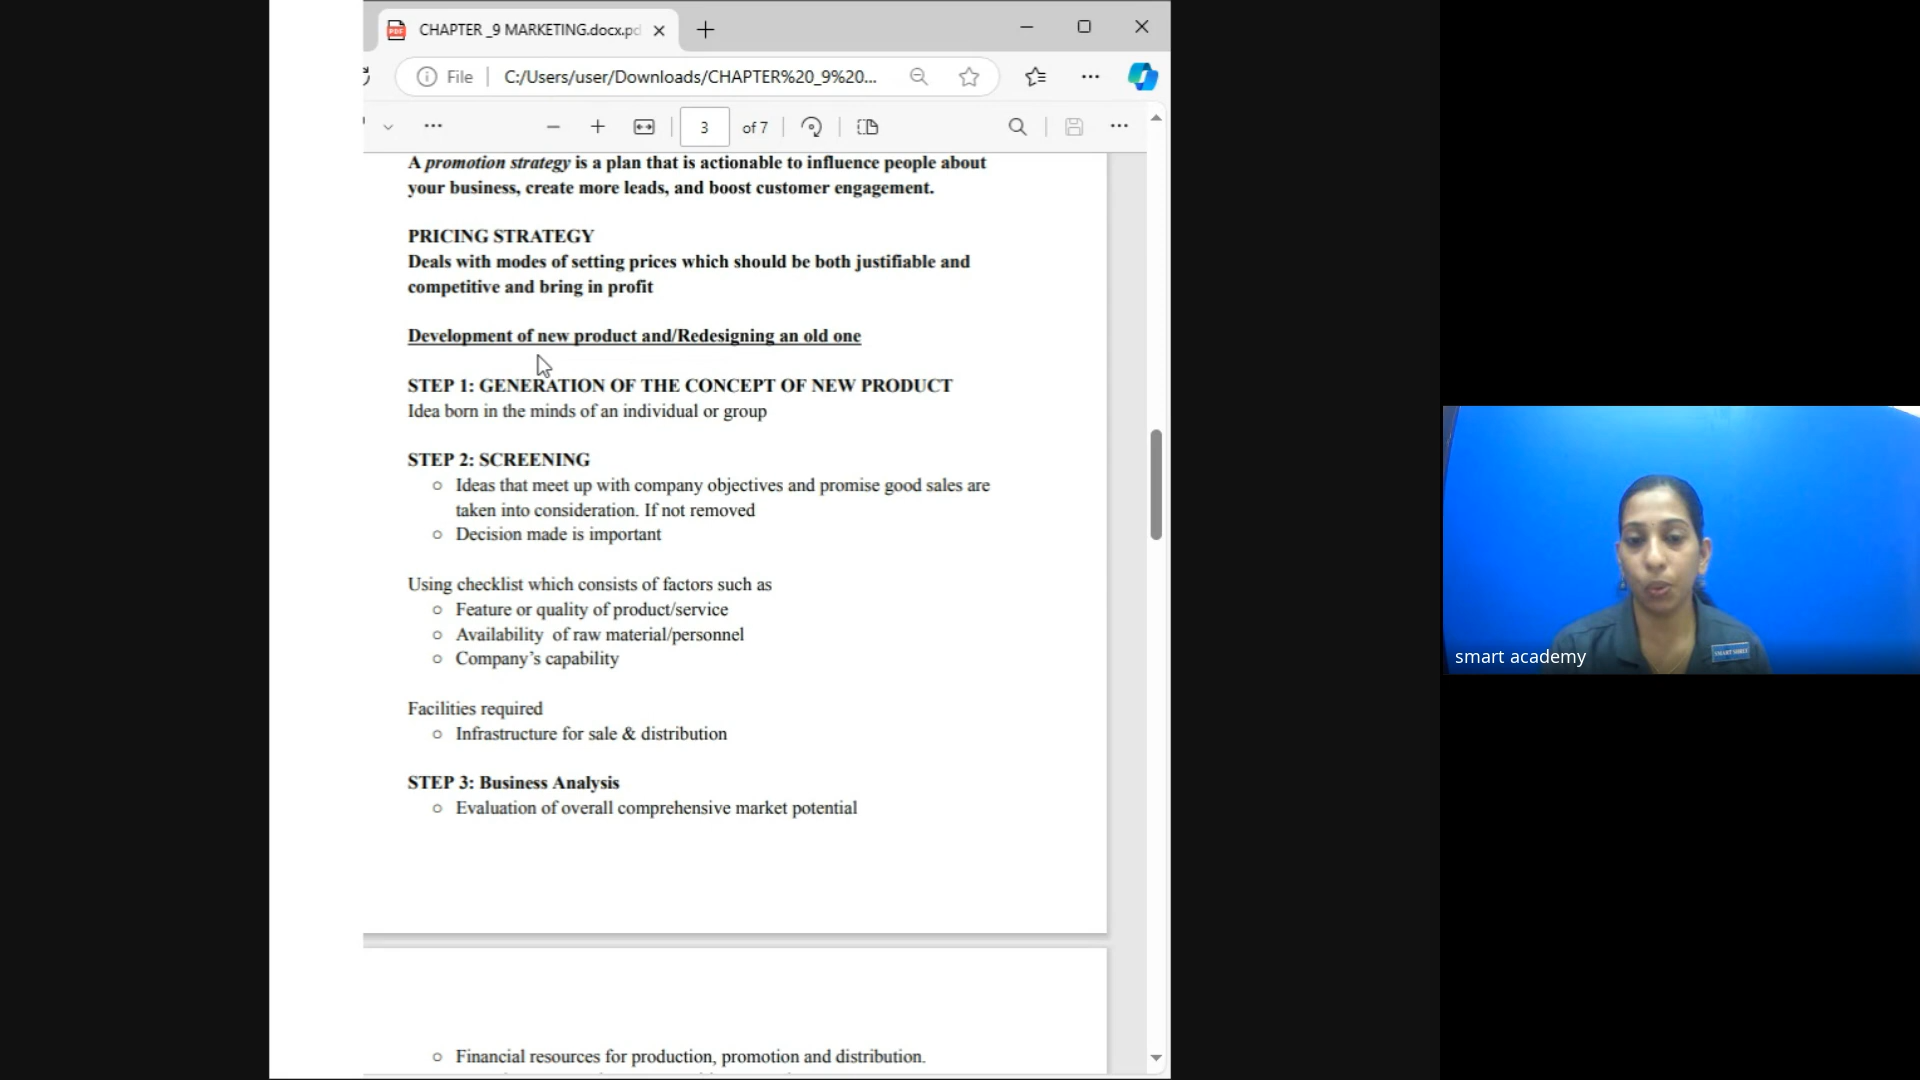 CHAPTER _9 MARKETING.docx.pd
File
C:/Users/user/Downloads/CHAPTER%20_9%20...
3 of 7
A promotion strategy is a plan that is actionable to influence people about
your business, create more leads, and boost customer engagement.
PRICING STRATEGY
Deals with modes of setting prices which should be both justifiable and
competitive and bring in profit
Development of new product and/Redesigning an old one
STEP 1: GENERATION OF THE CONCEPT OF NEW PRODUCT
Idea born in the minds of an individual or group
STEP 2: SCREENING
Ideas that meet up with company objectives and promise good sales are
taken into consideration. If not removed
Decision made is important
Using checklist which consists of factors such as
Feature or quality of product/service
Availability of raw material/personnel
Company’s capability
Facilities required
Infrastructure for sale & distribution
STEP 3: Business Analysis
Evaluation of overall comprehensive market potential
Financial resources for production, promotion and distribution.
smart academy